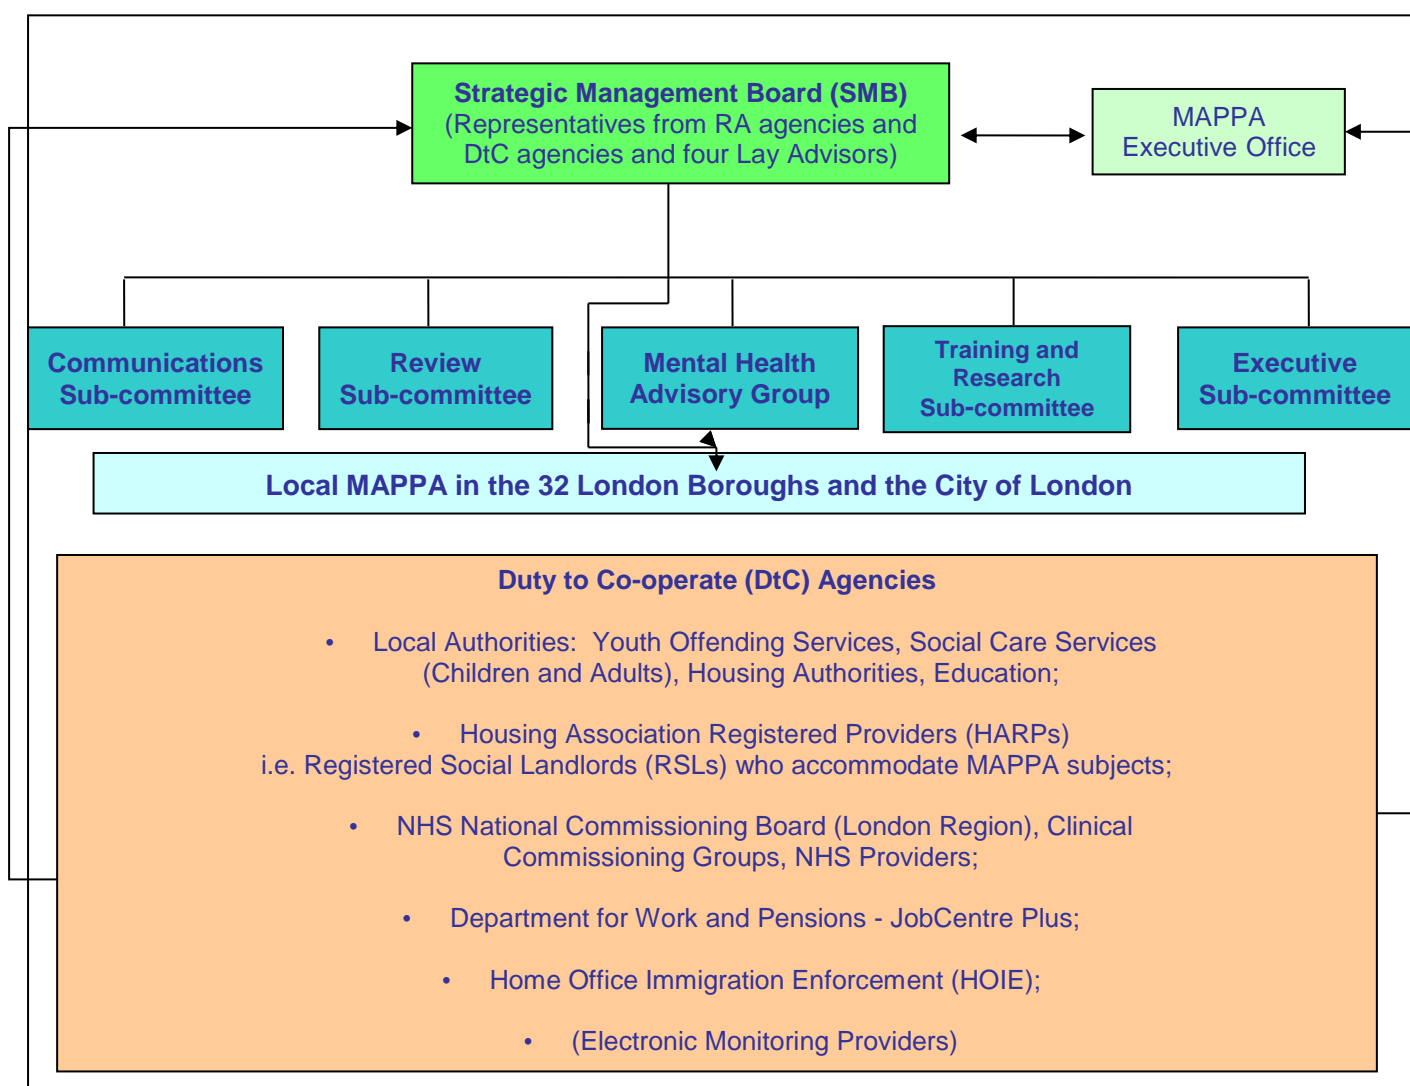 Strategic Management Board (SMB)
(Representatives from RA agencies and
DtC agencies and four Lay Advisors)
MAPPA
Executive Office
Communications
Sub-committee
Review
Sub-committee
Mental Health
Advisory Group
Training and
Research
Sub-committee
Executive
Sub-committee
Local MAPPA in the 32 London Boroughs and the City of London
Duty to Co-operate (DtC) Agencies
• Local Authorities: Youth Offending Services, Social Care Services
(Children and Adults), Housing Authorities, Education;
• Housing Association Registered Providers (HARPs)
i.e. Registered Social Landlords (RSLs) who accommodate MAPPA subjects;
• NHS National Commissioning Board (London Region), Clinical
Commissioning Groups, NHS Providers;
• Department for Work and Pensions - JobCentre Plus;
• Home Office Immigration Enforcement (HOIE);
• (Electronic Monitoring Providers)